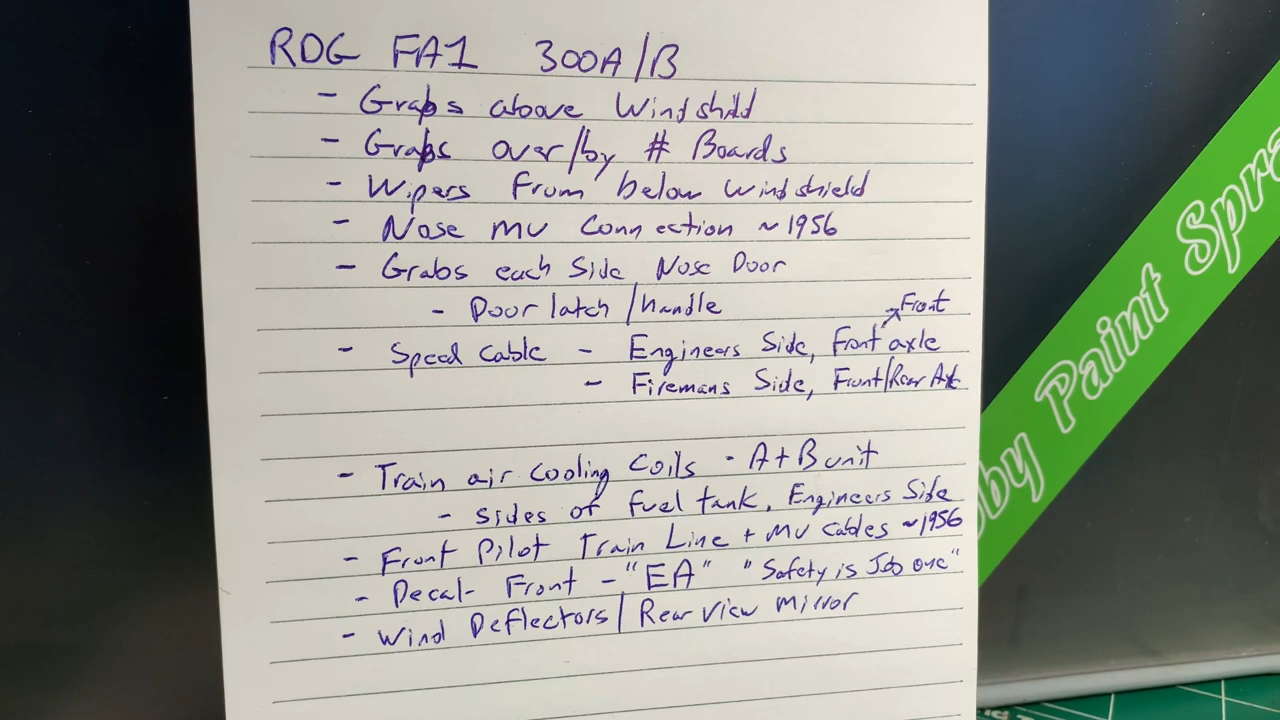 RDG FA1 300A/B
- Grabs above Windshild
- Grabs over/by # Boards
- Wipers from below windshield
- Nose MU Connection ~1956
- Grabs each Side Nose Door
- Door latch/handle
- Speed Cable - Engineers Side, Front axle
Front
- Firemans Side, Front/Rear Ax
- Train air cooling coils - A+B unit
- Sides of fuel tank, Engineers Side
- Front Pilot Train Line + MU Cables ~1956
- Decal- Front - "EA" "Safety is Job one"
- Wind Deflectors/Rear view mirror
by Paint Spra